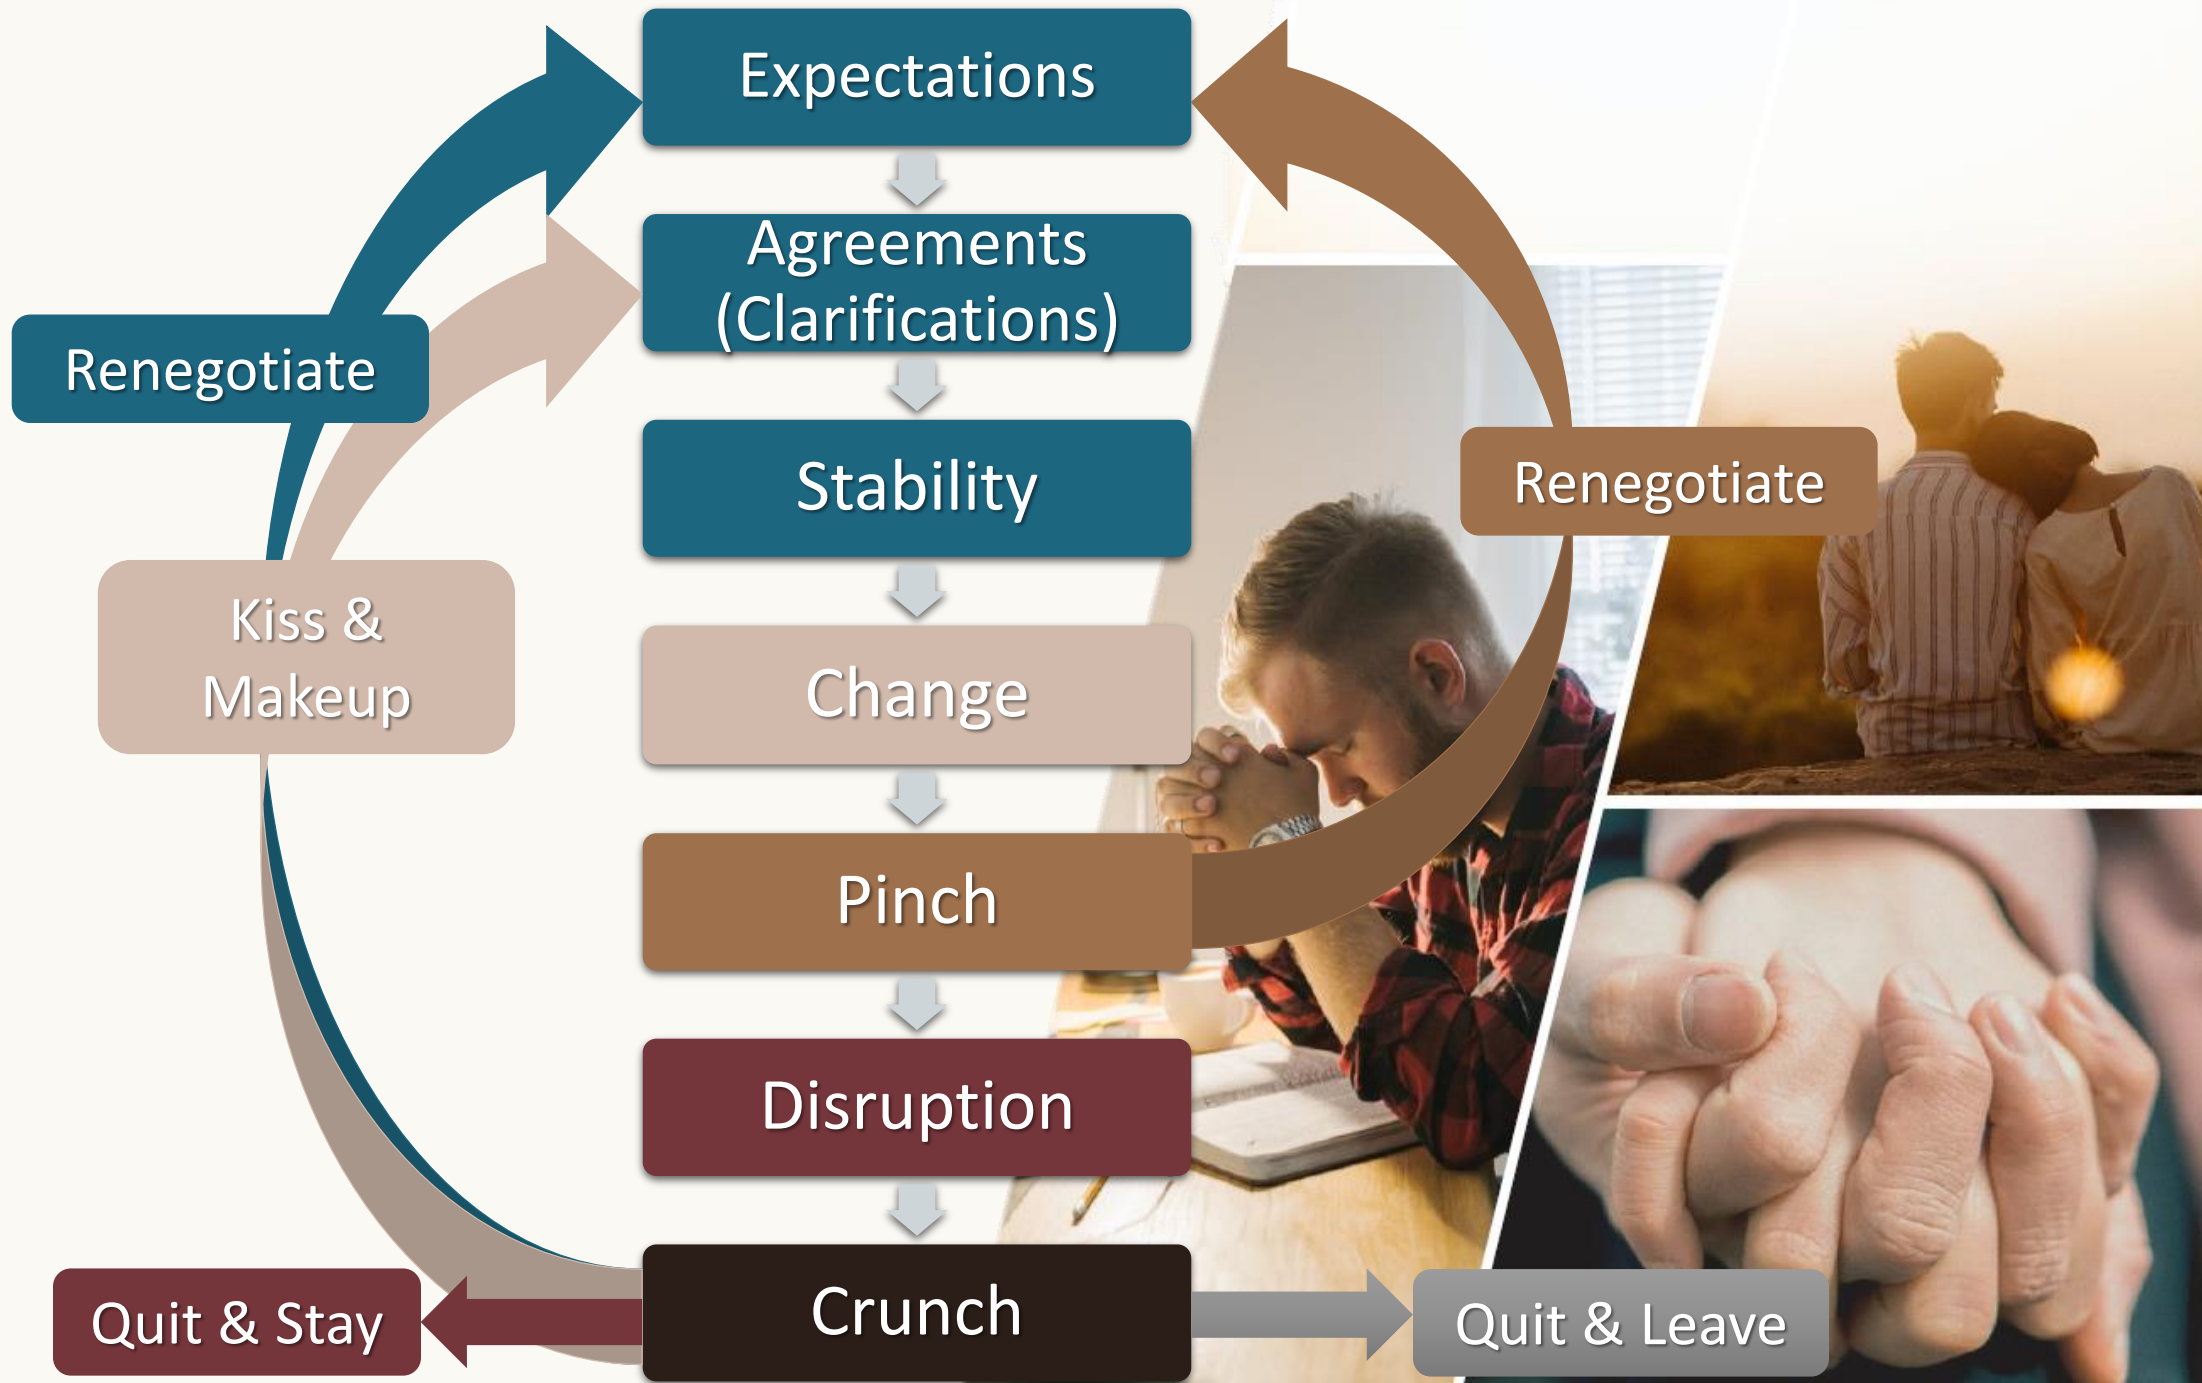 Expectations
Agreements
(Clarifications)
Renegotiate
Stability
Renegotiate
Kiss &
Makeup
Change
Pinch
Disruption
Quit & Stay
Crunch
Quit & Leave